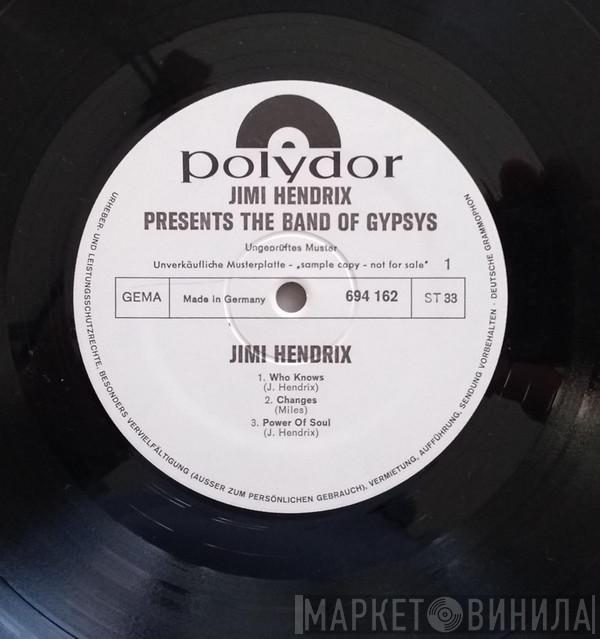 polydor
JIMI HENDRIX
PRESENTS THE BAND OF GYPSYS
Ungeprüftes Muster
Unverkäufliche Musterplatte - „sample copy - not for sale" 1
GEMA Made in Germany 694 162 ST 33
JIMI HENDRIX
1. Who Knows
(J. Hendrix)
2. Changes
(Miles)
3. Power Of Soul
(J. Hendrix)
URHEBER- UND LEISTUNGSSCHUTZRECHTE, BESONDERS VERVIELFÄLTIGUNG (AUSSER ZUM PERSÖNLICHEN GEBRAUCH), VERMIETUNG, AUFFÜHRUNG, SENDUNG VORBEHALTEN · DEUTSCHE GRAMMOPHON
МАРКЕТ ВИНИЛА